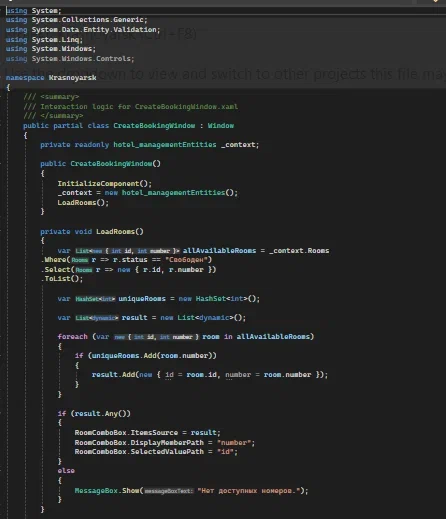 using System;
using System.Collections.Generic;
using System.Data.Entity.Validation;
using System.Linq;
using System.Windows;
using System.Windows.Controls;
down to view and switch to other projects this file ma
namespace Krasnoyarsk
{
/// <summary>
/// Interaction logic for CreateBookingWindow.xaml
/// </summary>
public partial class CreateBookingWindow : Window
{
private readonly hotel_managementEntities _context;
public CreateBookingWindow()
{
InitializeComponent();
_context = new hotel_managementEntities();
LoadRooms();
}
private void LoadRooms()
{
var List<new { int id, int number }> allAvailableRooms = _context.Rooms
.Where(Rooms r => r.status == "Свободен")
.Select(Rooms r => new { r.id, r.number })
.ToList();
var HashSet<int> uniqueRooms = new HashSet<int>();
var List<dynamic> result = new List<dynamic>();
foreach (var new { int id, int number } room in allAvailableRooms)
{
if (uniqueRooms.Add(room.number))
{
result.Add(new { id = room.id, number = room.number });
}
}
if (result.Any())
{
RoomComboBox.ItemsSource = result;
RoomComboBox.DisplayMemberPath = "number";
RoomComboBox.SelectedValuePath = "id";
}
else
{
MessageBox.Show(messageBoxText: "Нет доступных номеров.");
}
}